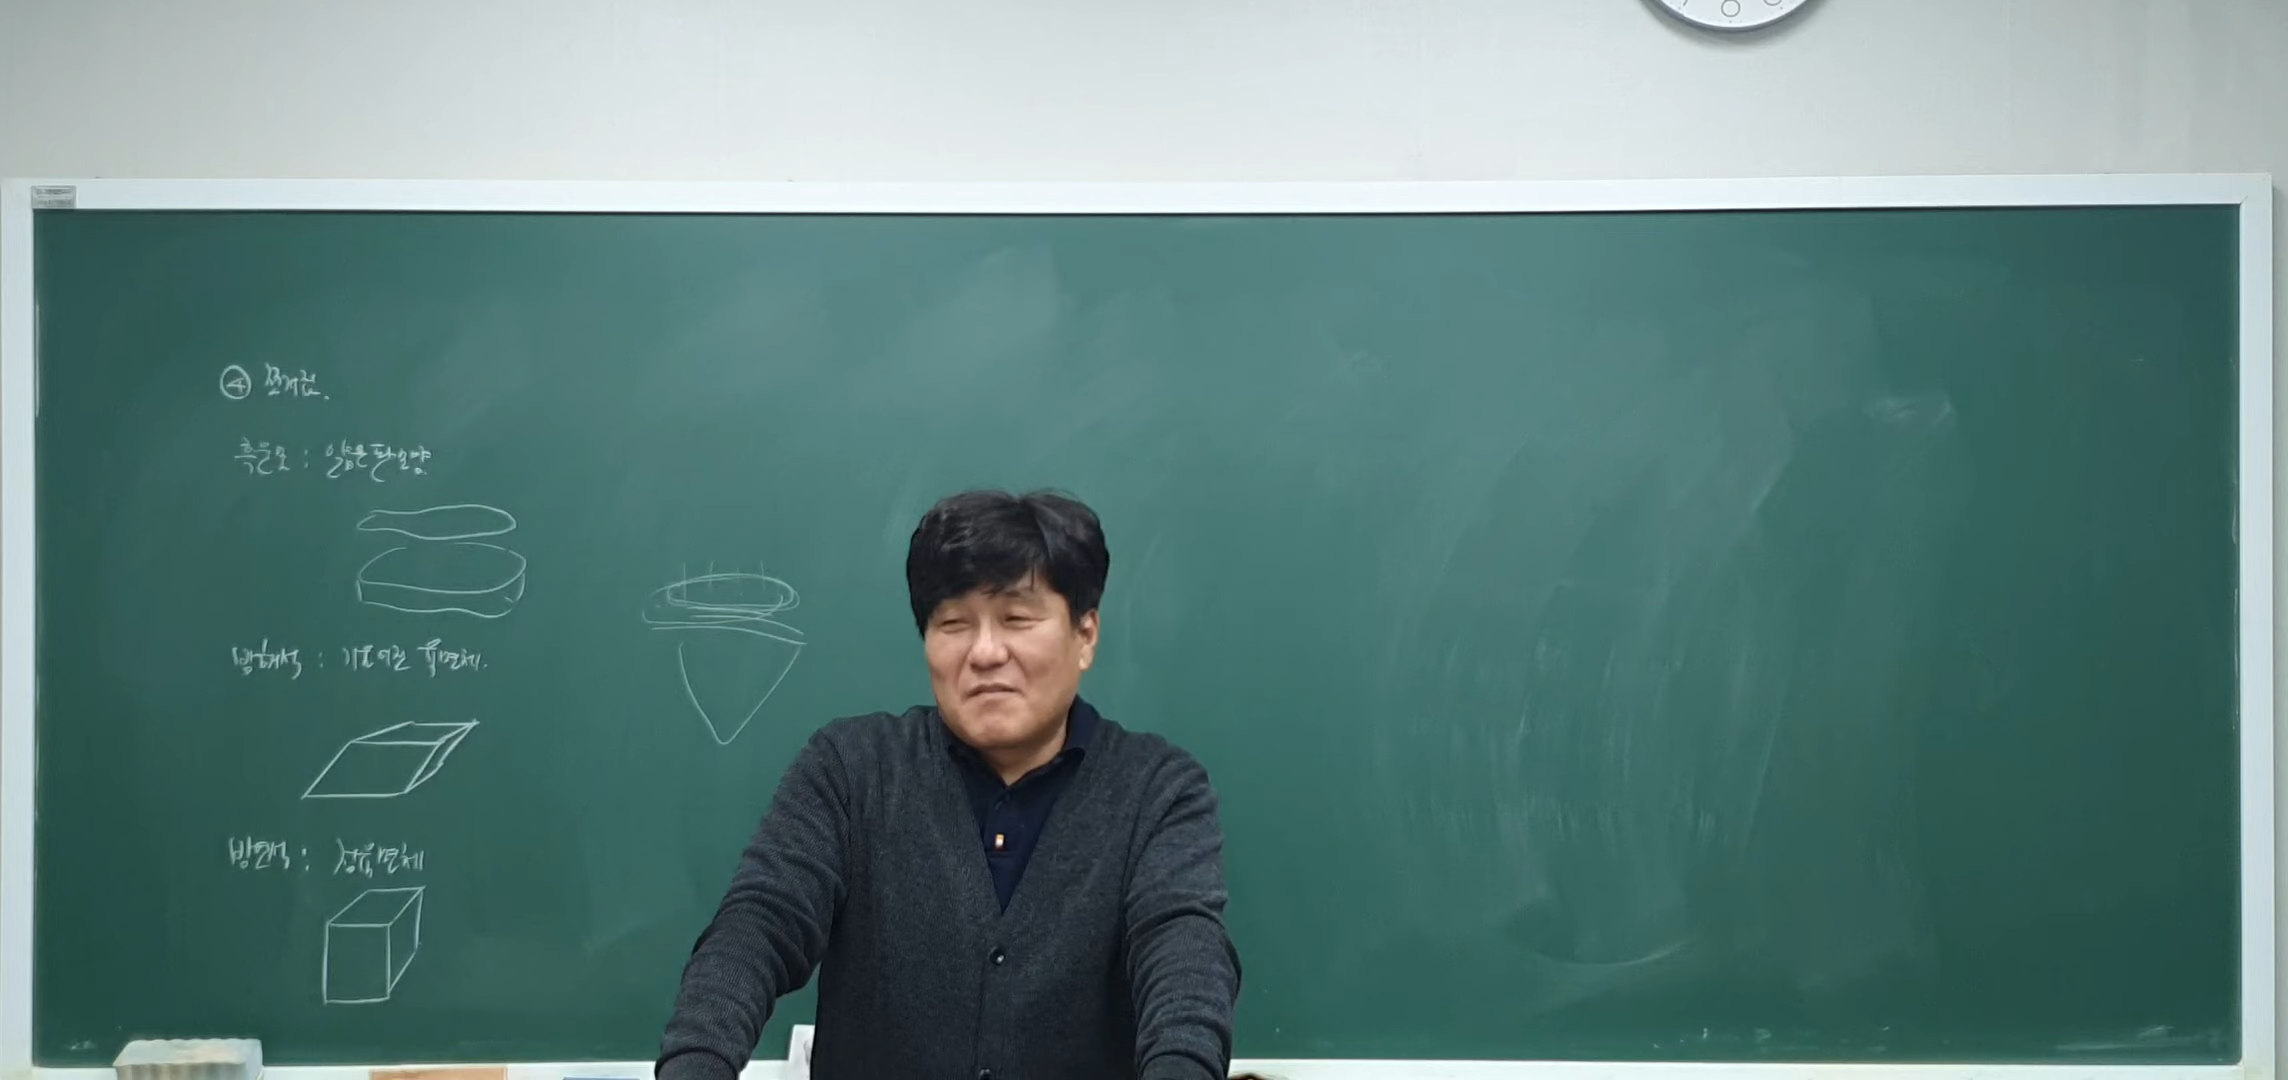 ④ 쪼개짐.
흑운모 : 얇은 판모양
방해석 : 기울어진 육면체.
방연석 : 정육면체